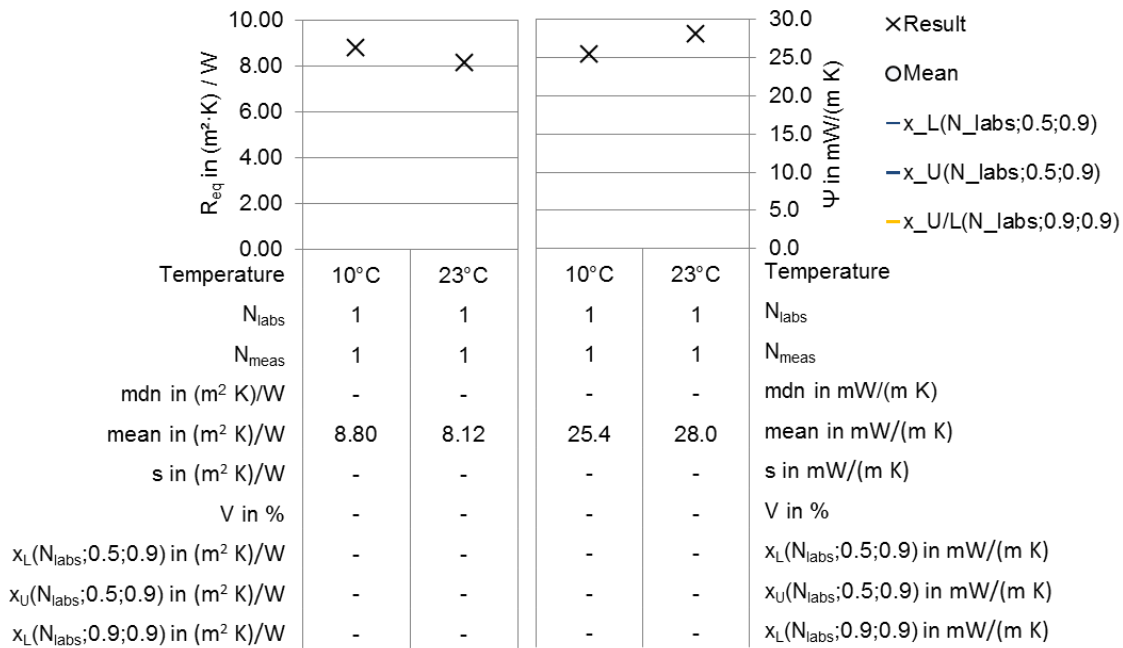 10.00
8.00
6.00
4.00
2.00
0.00
R_eq in (m²·K) / W
30.0
25.0
20.0
15.0
10.0
5.0
0.0
Ψ in mW/(m K)
×Result
Mean
x_L(N_labs;0.5;0.9)
x_U(N_labs;0.5;0.9)
x_U/L(N_labs;0.9;0.9)
Temperature 10°C 23°C 10°C 23°C Temperature
N_labs 1 1 1 1 N_labs
N_meas 1 1 1 1 N_meas
mdn in (m² K)/W - - - - mdn in mW/(m K)
mean in (m² K)/W 8.80 8.12 25.4 28.0 mean in mW/(m K)
s in (m² K)/W - - - - s in mW/(m K)
V in % - - - - V in %
x_L(N_labs;0.5;0.9) in (m² K)/W - - - - x_L(N_labs;0.5;0.9) in mW/(m K)
x_U(N_labs;0.5;0.9) in (m² K)/W - - - - x_U(N_labs;0.5;0.9) in mW/(m K)
x_L(N_labs;0.9;0.9) in (m² K)/W - - - - x_L(N_labs;0.9;0.9) in mW/(m K)